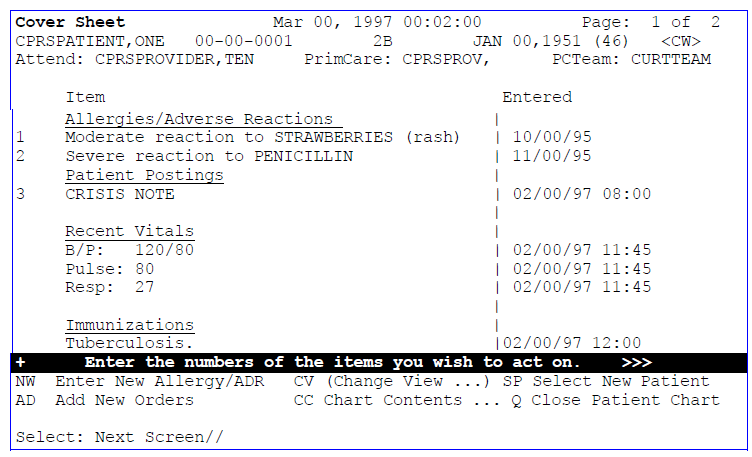 Cover Sheet Mar 00, 1997 00:02:00 Page: 1 of 2
CPRSPATIENT,ONE 00-00-0001 2B JAN 00,1951 (46) <CW>
Attend: CPRSPROVIDER,TEN PrimCare: CPRSPROV, PCTeam: CURTTEAM
Item Entered
Allergies/Adverse Reactions |
1 Moderate reaction to STRAWBERRIES (rash) | 10/00/95
2 Severe reaction to PENICILLIN | 11/00/95
Patient Postings |
3 CRISIS NOTE | 02/00/97 08:00
|
Recent Vitals |
B/P: 120/80 | 02/00/97 11:45
Pulse: 80 | 02/00/97 11:45
Resp: 27 | 02/00/97 11:45
|
Immunizations |
Tuberculosis. |02/00/97 12:00
+ Enter the numbers of the items you wish to act on. >>>
NW Enter New Allergy/ADR CV (Change View ...) SP Select New Patient
AD Add New Orders CC Chart Contents ... Q Close Patient Chart
Select: Next Screen//